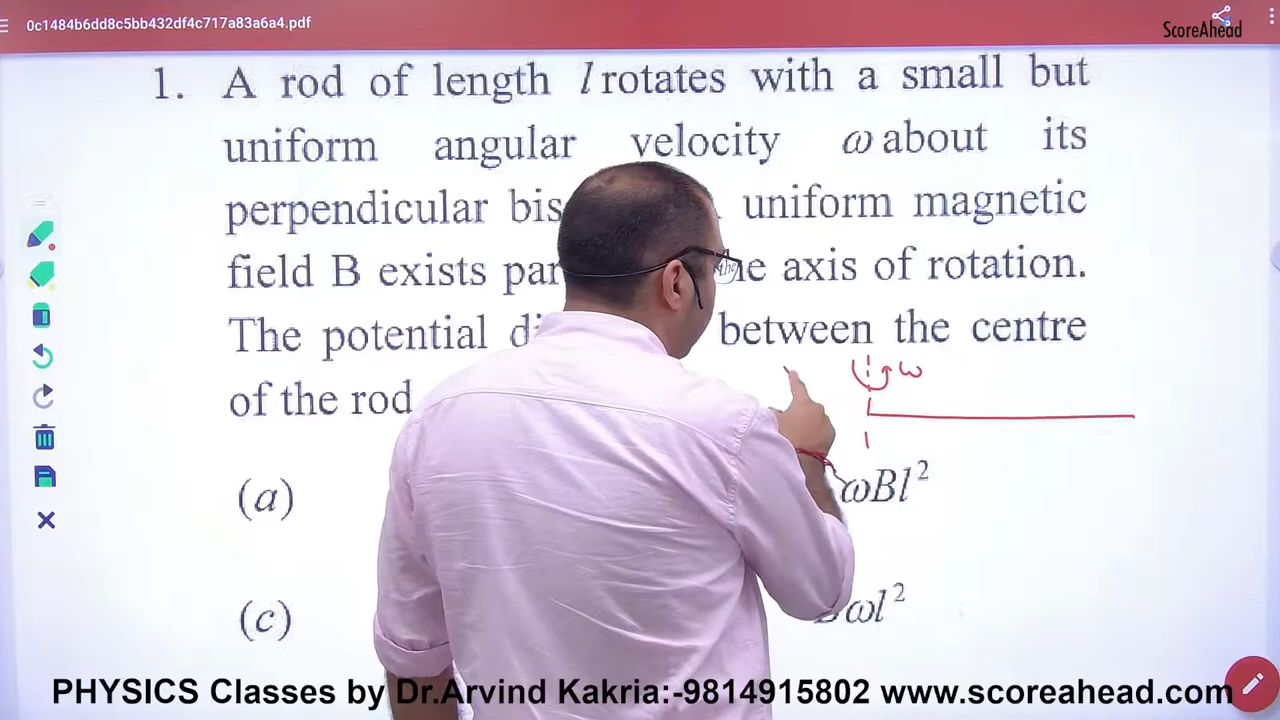 0c1484b6dd8c5bb432df4c717a83a6a4.pdf
ScoreAhead
1. A rod of length l rotates with a small but
uniform angular velocity ω about its
perpendicular bis uniform magnetic
field B exists par he axis of rotation.
The potential di between the centre
of the rod
ω
(a) ωBl²
(c) Bωl²
PHYSICS Classes by Dr.Arvind Kakria:-9814915802 www.scoreahead.com